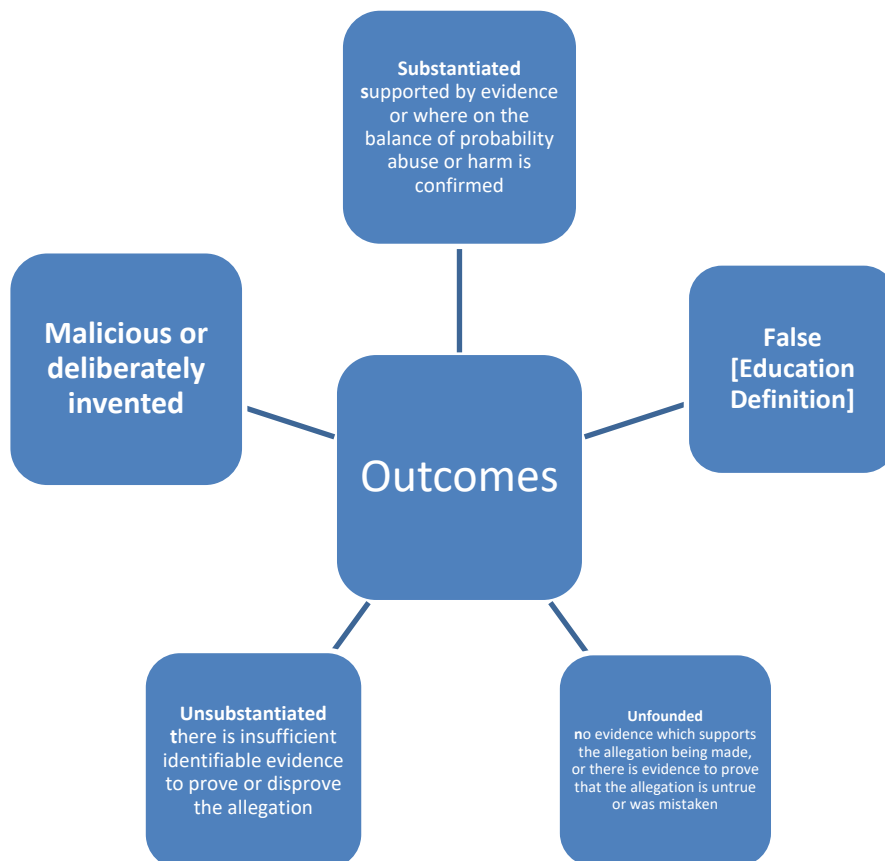 Substantiated
supported by evidence
or where on the
balance of probability
abuse or harm is
confirmed
Malicious or
deliberately
invented
False
[Education
Definition]
Outcomes
Unsubstantiated
there is insufficient
identifiable evidence
to prove or disprove
the allegation
Unfounded
no evidence which supports
the allegation being made,
or there is evidence to prove
that the allegation is untrue
or was mistaken